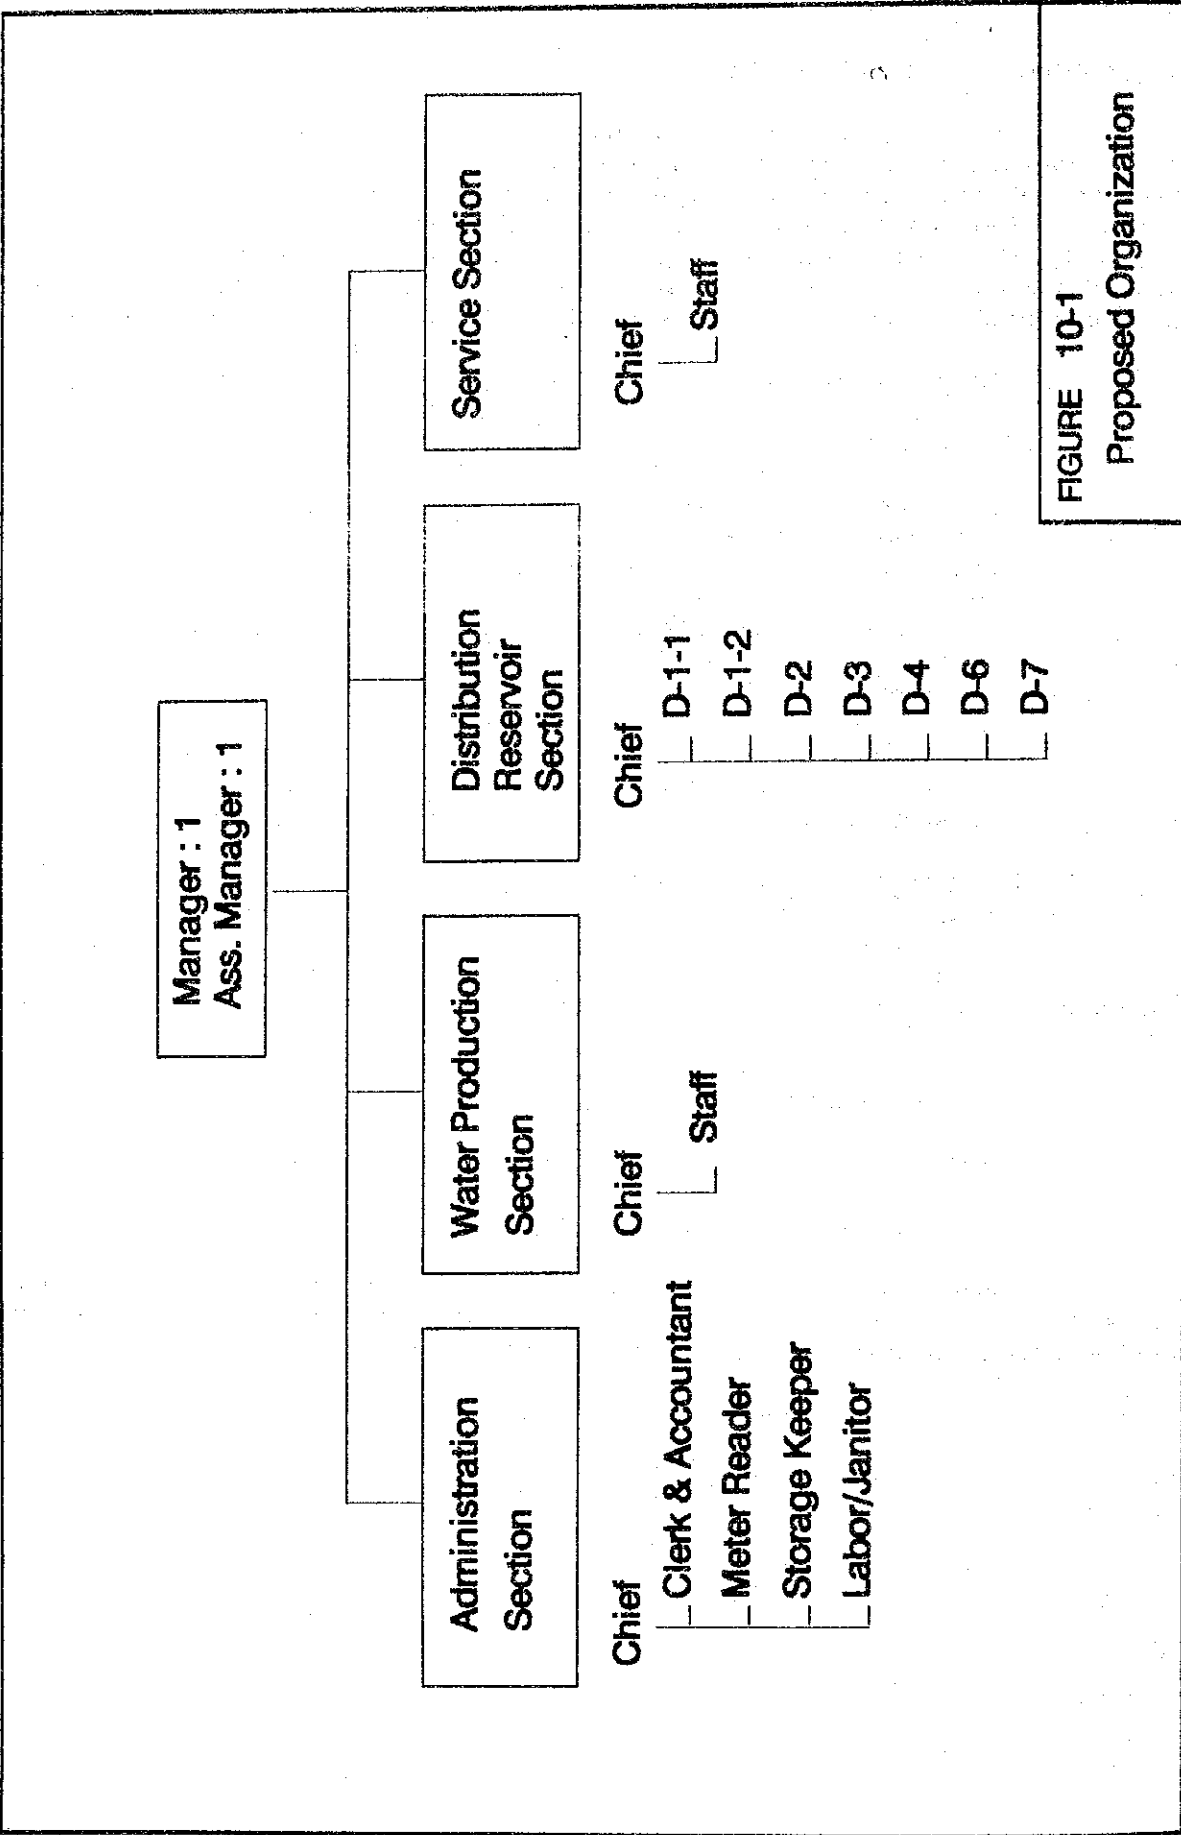 Manager : 1
Ass. Manager : 1
Administration
Section
Chief
Clerk & Accountant
Meter Reader
Storage Keeper
Labor/Janitor
Water Production
Section
Chief
Staff
Distribution
Reservoir
Section
Chief
D-1-1
D-1-2
D-2
D-3
D-4
D-6
D-7
Service Section
Chief
Staff
FIGURE 10-1
Proposed Organization